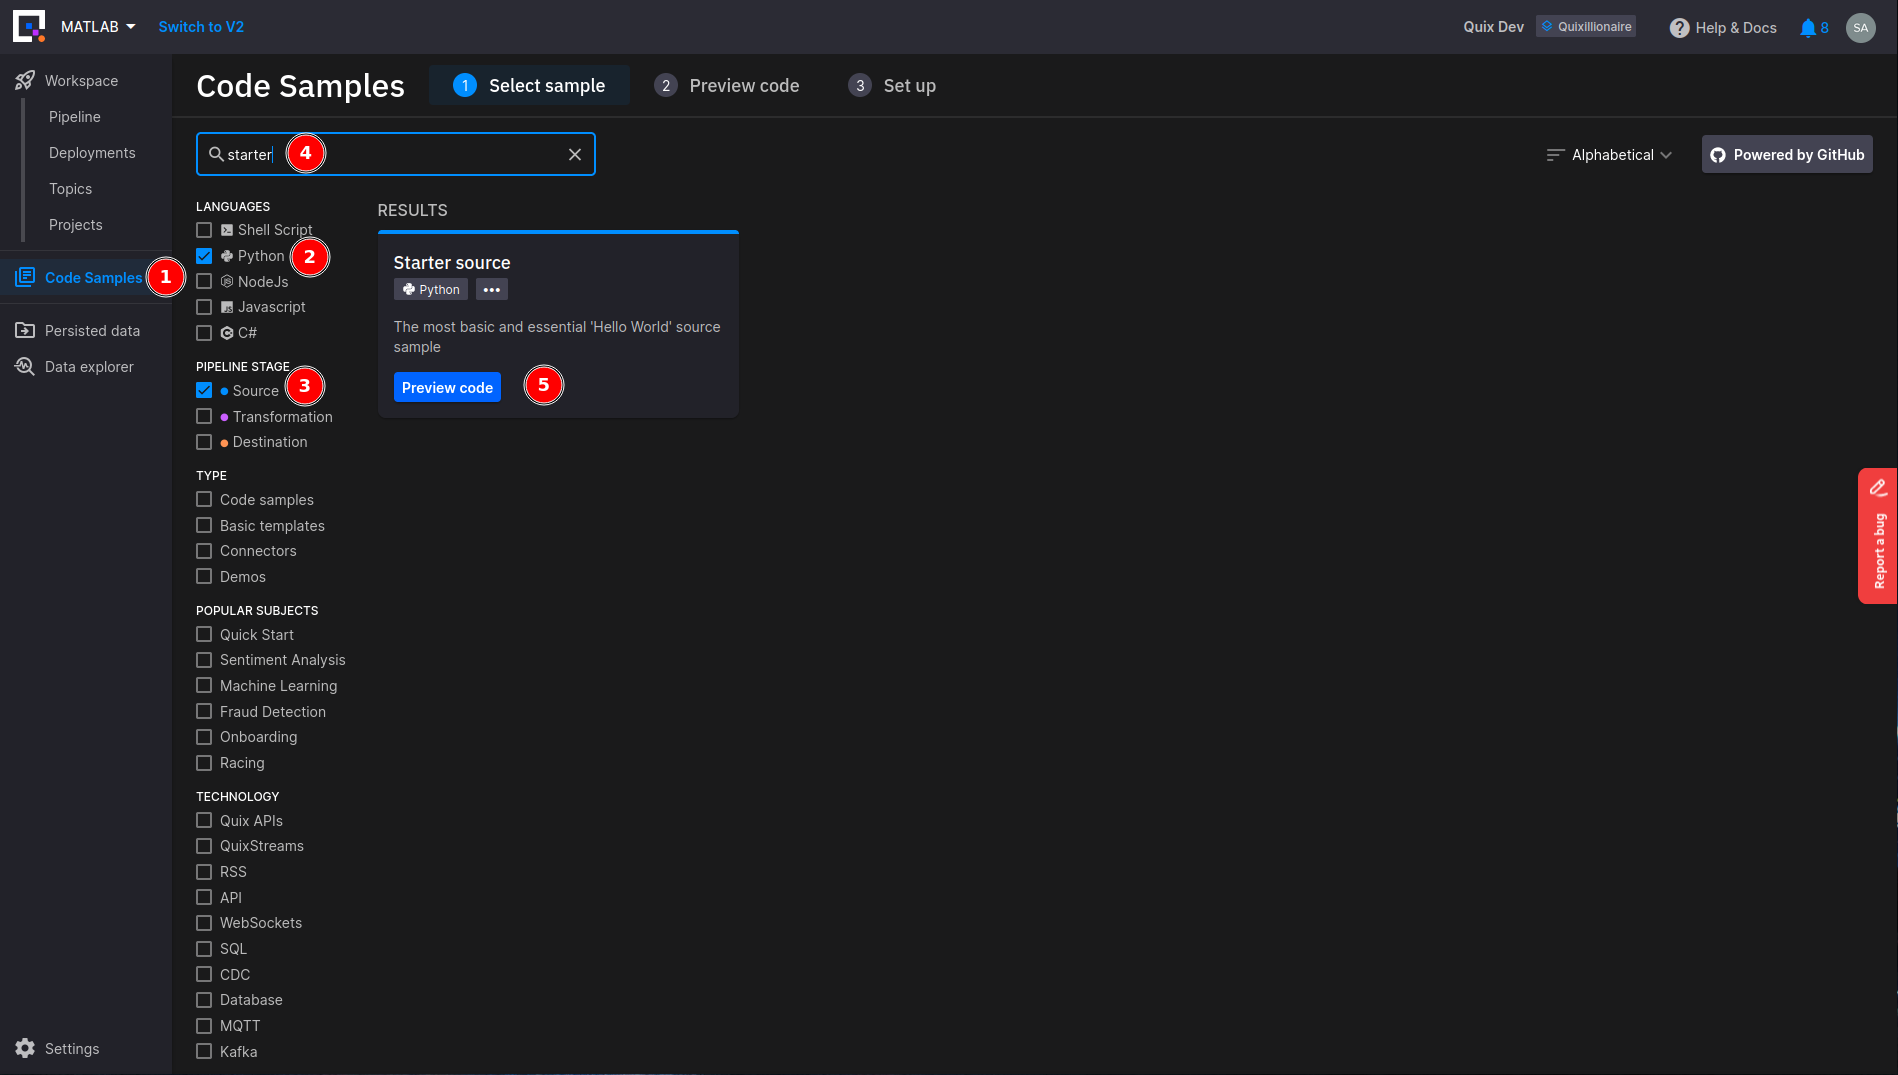 MATLAB
Switch to V2
Quix Dev
Quixillionaire
Help & Docs
8
SA
Workspace
Pipeline
Deployments
Topics
Projects
Code Samples
1
Persisted data
Data explorer
Settings
Code Samples
1 Select sample
2 Preview code
3 Set up
starter
4
Alphabetical
Powered by GitHub
LANGUAGES
Shell Script
Python
2
NodeJs
Javascript
C#
PIPELINE STAGE
Source
3
Transformation
Destination
TYPE
Code samples
Basic templates
Connectors
Demos
POPULAR SUBJECTS
Quick Start
Sentiment Analysis
Machine Learning
Fraud Detection
Onboarding
Racing
TECHNOLOGY
Quix APIs
QuixStreams
RSS
API
WebSockets
SQL
CDC
Database
MQTT
Kafka
RESULTS
Starter source
Python
The most basic and essential 'Hello World' source
sample
Preview code
5
Report a bug